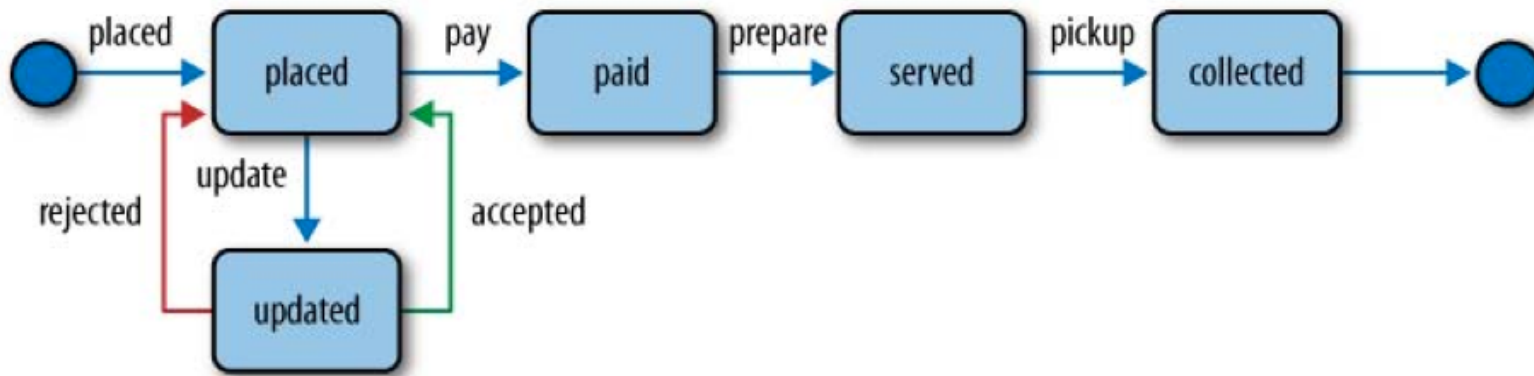 placed
pay
prepare
pickup
placed
paid
served
collected
update
rejected
accepted
updated